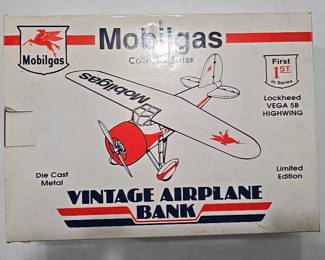 Mobilgas
Mobilgas
Collector Series
First
1ST
in Series
Lockheed
VEGA 5B
HIGHWING
Mobilgas
Die Cast
Metal
Limited
Edition
VINTAGE AIRPLANE
BANK